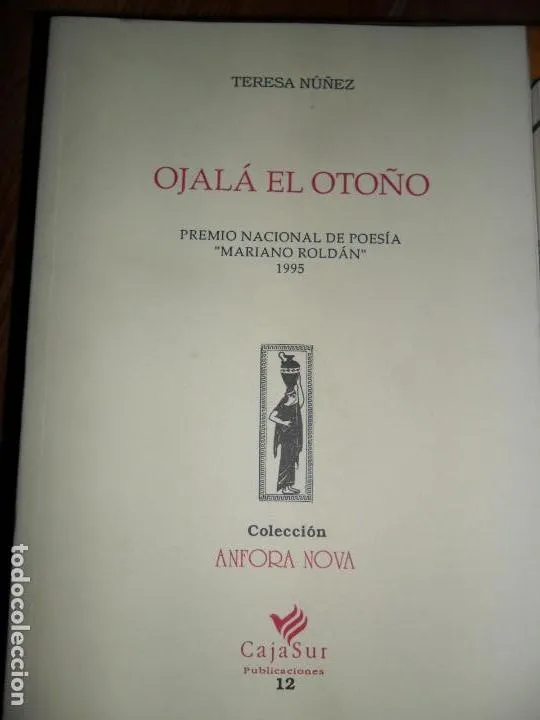 TERESA NÚÑEZ
OJALÁ EL OTOÑO
PREMIO NACIONAL DE POESÍA
"MARIANO ROLDÁN"
1995
Colección
ANFORA NOVA
CajaSur
Publicaciones
12
todocoleccion.net